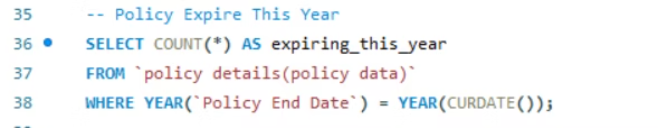 35 -- Policy Expire This Year
36 SELECT COUNT(*) AS expiring_this_year
37 FROM `policy details(policy data)`
38 WHERE YEAR(`Policy End Date`) = YEAR(CURDATE());